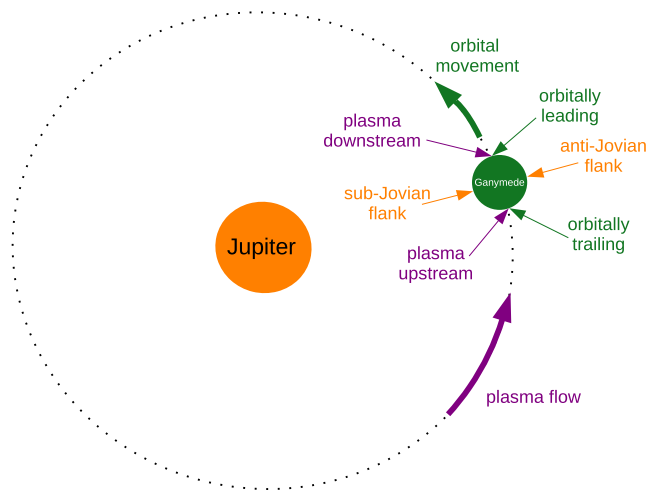 orbital
movement
orbitally
leading
plasma
downstream
anti-Jovian
flank
Ganymede
sub-Jovian
flank
orbitally
trailing
Jupiter
plasma
upstream
plasma flow